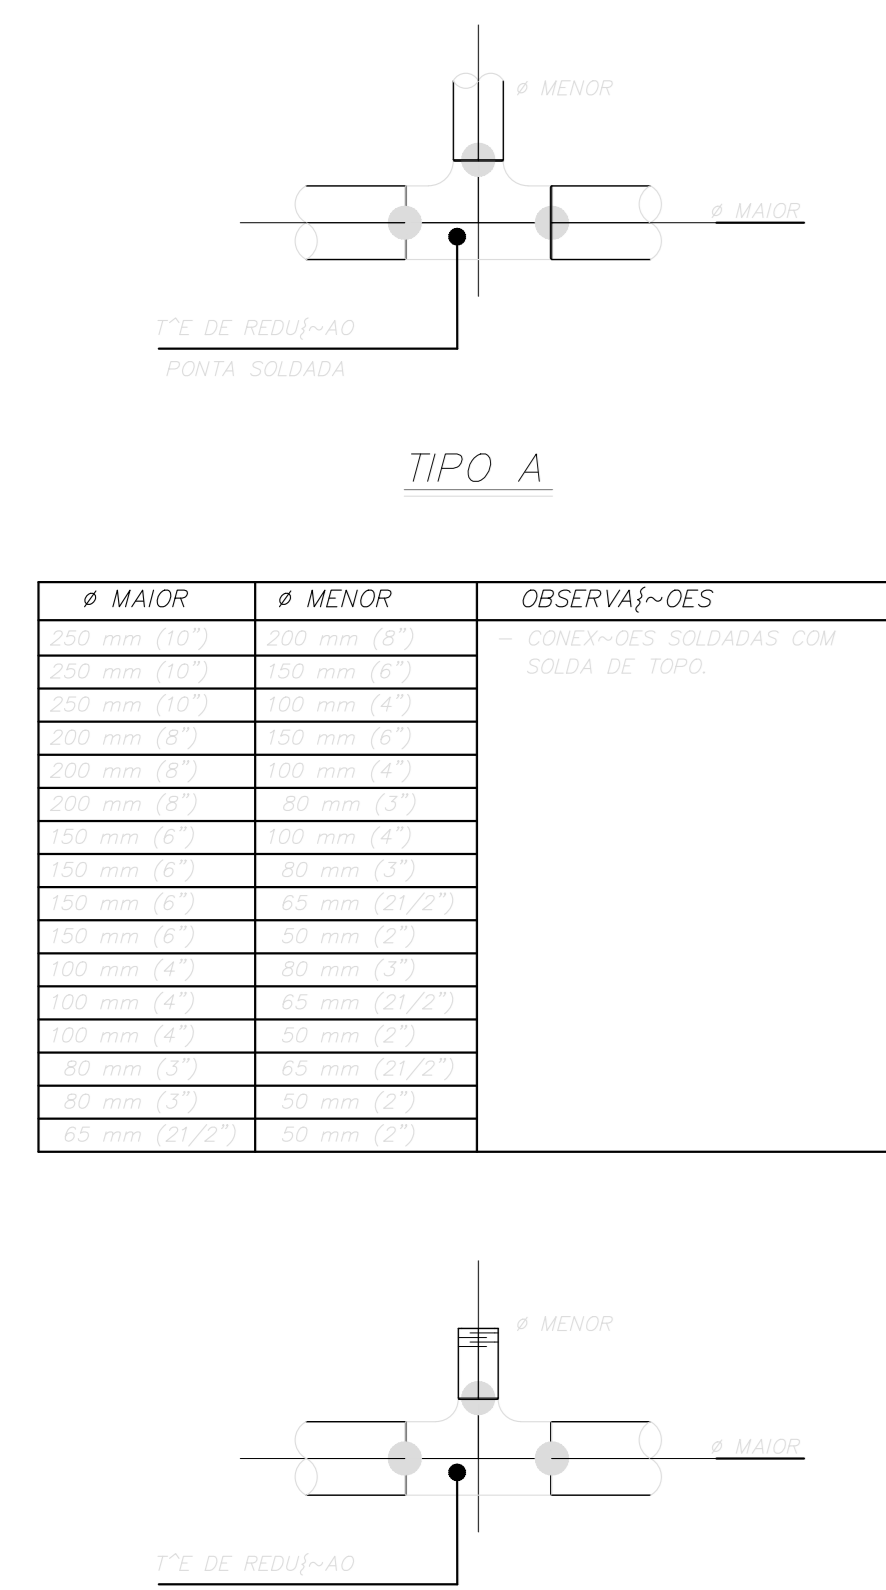 ø MENOR
ø MAIOR
T^E DE REDU{~AO
PONTA SOLDADA
TIPO A
ø MAIOR ø MENOR OBSERVA{~OES
250 mm (10") 200 mm (8") - CONEX~OES SOLDADAS COM
250 mm (10") 150 mm (6") SOLDA DE TOPO.
250 mm (10") 100 mm (4")
200 mm (8") 150 mm (6")
200 mm (8") 100 mm (4")
200 mm (8") 80 mm (3")
150 mm (6") 100 mm (4")
150 mm (6") 80 mm (3")
150 mm (6") 65 mm (21/2")
150 mm (6") 50 mm (2")
100 mm (4") 80 mm (3")
100 mm (4") 65 mm (21/2")
100 mm (4") 50 mm (2")
80 mm (3") 65 mm (21/2")
80 mm (3") 50 mm (2")
65 mm (21/2") 50 mm (2")
ø MENOR
ø MAIOR
T^E DE REDU{~AO